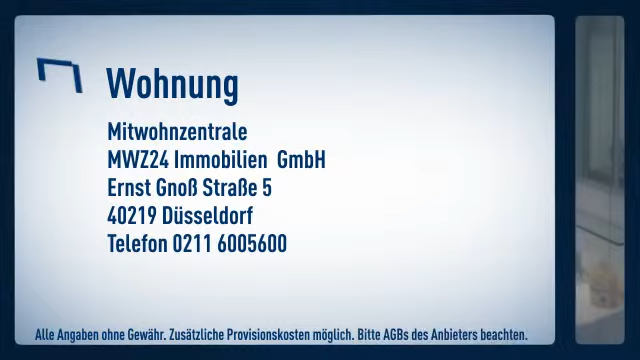 Wohnung
Mitwohnzentrale
MWZ24 Immobilien GmbH
Ernst Gnoß Straße 5
40219 Düsseldorf
Telefon 0211 6005600
Alle Angaben ohne Gewähr. Zusätzliche Provisionskosten möglich. Bitte AGBs des Anbieters beachten.